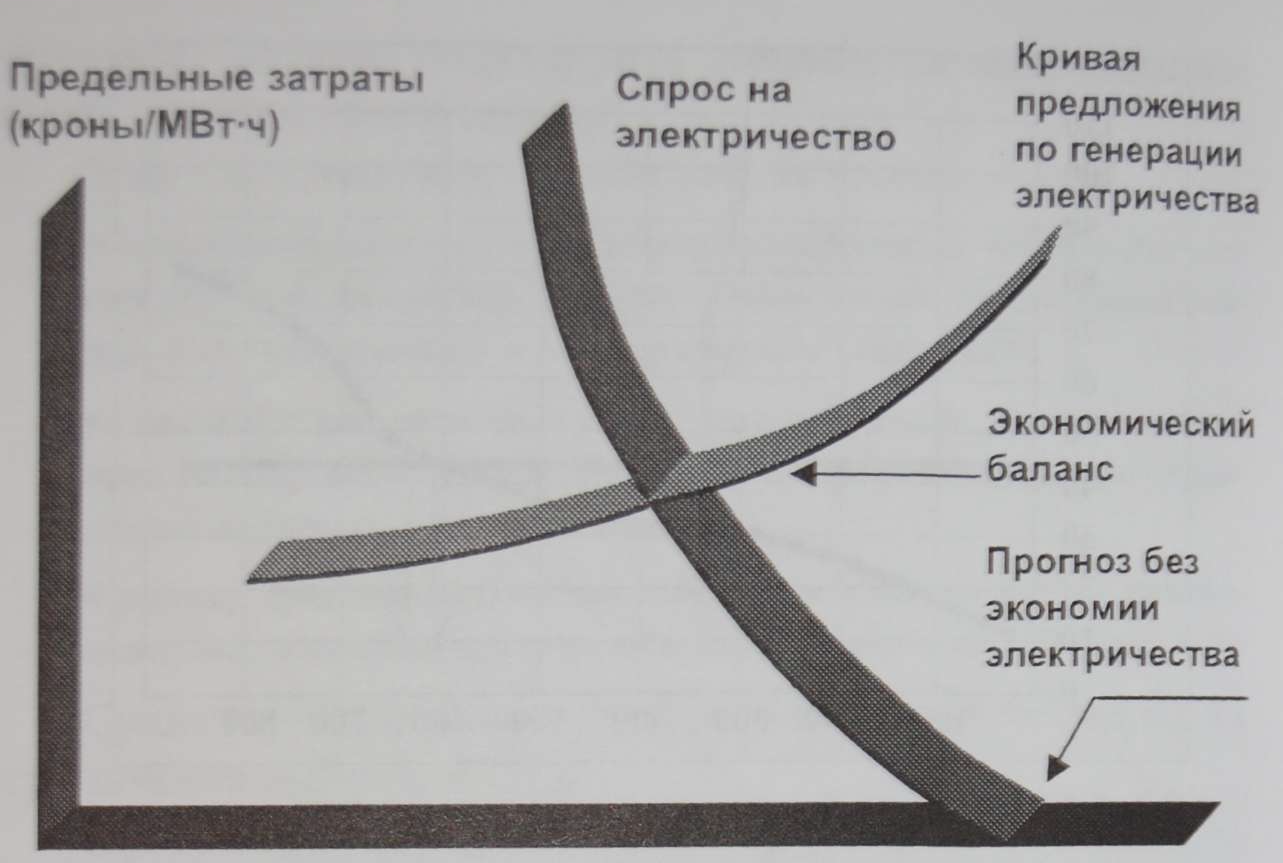 Предельные затраты
(кроны/МВт·ч)
Спрос на
электричество
Кривая
предложения
по генерации
электричества
Экономический
баланс
Прогноз без
экономии
электричества